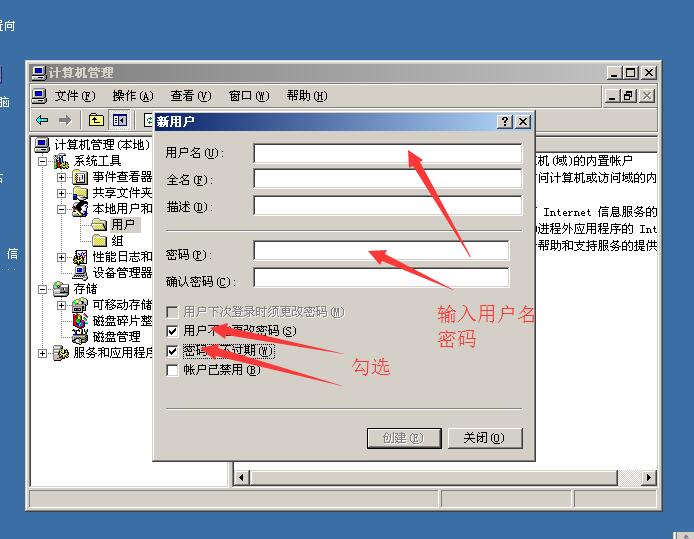 置向
脑
信
计算机管理
文件(F) 操作(A) 查看(V) 窗口(W) 帮助(H)
新用户
计算机管理(本地)
系统工具
事件查看器
共享文件夹
本地用户和
用户
组
性能日志和
设备管理器
存储
可移动存储
磁盘碎片整
磁盘管理
服务和应用程序
用户名(U):
全名(F):
描述(D):
密码(P):
确认密码(C):
用户下次登录时须更改密码(M)
用户不 更改密码(S)
密码 不过期(W)
帐户已禁用(B)
创建(E) 关闭(O)
机(域)的内置帐户
问计算机或访问域的内
Internet 信息服务的
动进程外应用程序的 Int
帮助和支持服务的提供
输入用户名
密码
勾选